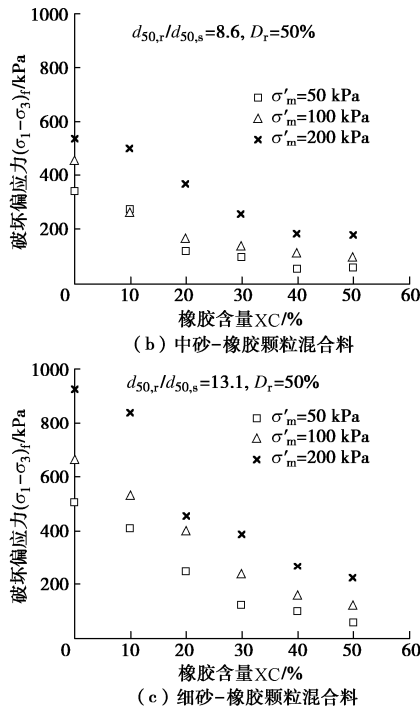 1000
800
600
400
200
0
破坏偏应力(σ₁−σ₃)f/kPa
d₅₀,r/d₅₀,s=8.6, Dr=50%
□ σ′m=50 kPa
△ σ′m=100 kPa
× σ′m=200 kPa
10 20 30 40 50 60
橡胶含量XC/%
(b) 中砂-橡胶颗粒混合料
1000
800
600
400
200
0
破坏偏应力(σ₁−σ₃)f/kPa
d₅₀,r/d₅₀,s=13.1, Dr=50%
□ σ′m=50 kPa
△ σ′m=100 kPa
× σ′m=200 kPa
10 20 30 40 50 60
橡胶含量XC/%
(c) 细砂-橡胶颗粒混合料